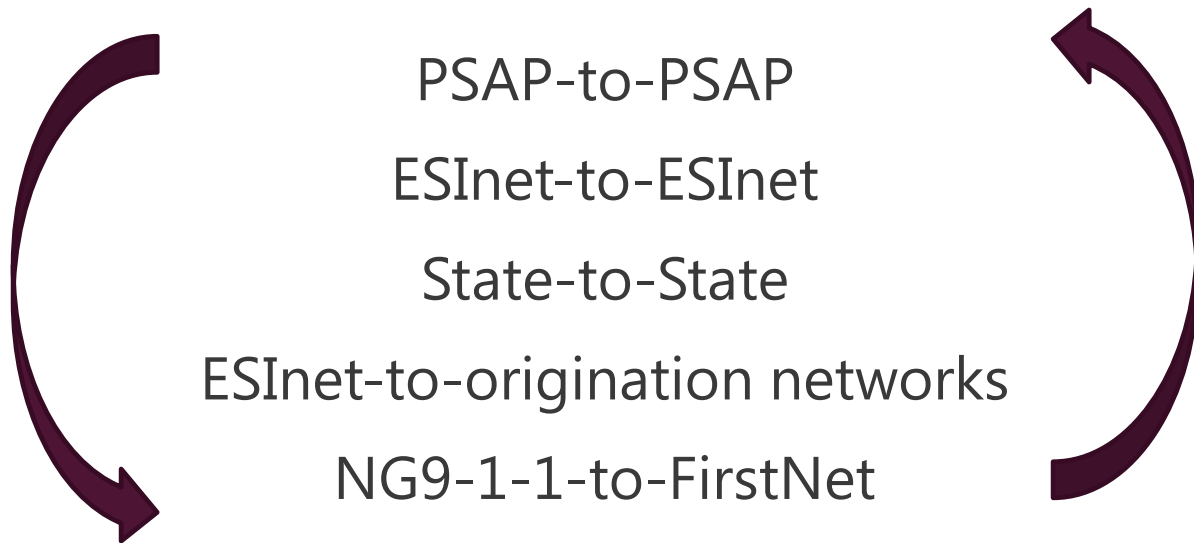 PSAP-to-PSAP
ESInet-to-ESInet
State-to-State
ESInet-to-origination networks
NG9-1-1-to-FirstNet